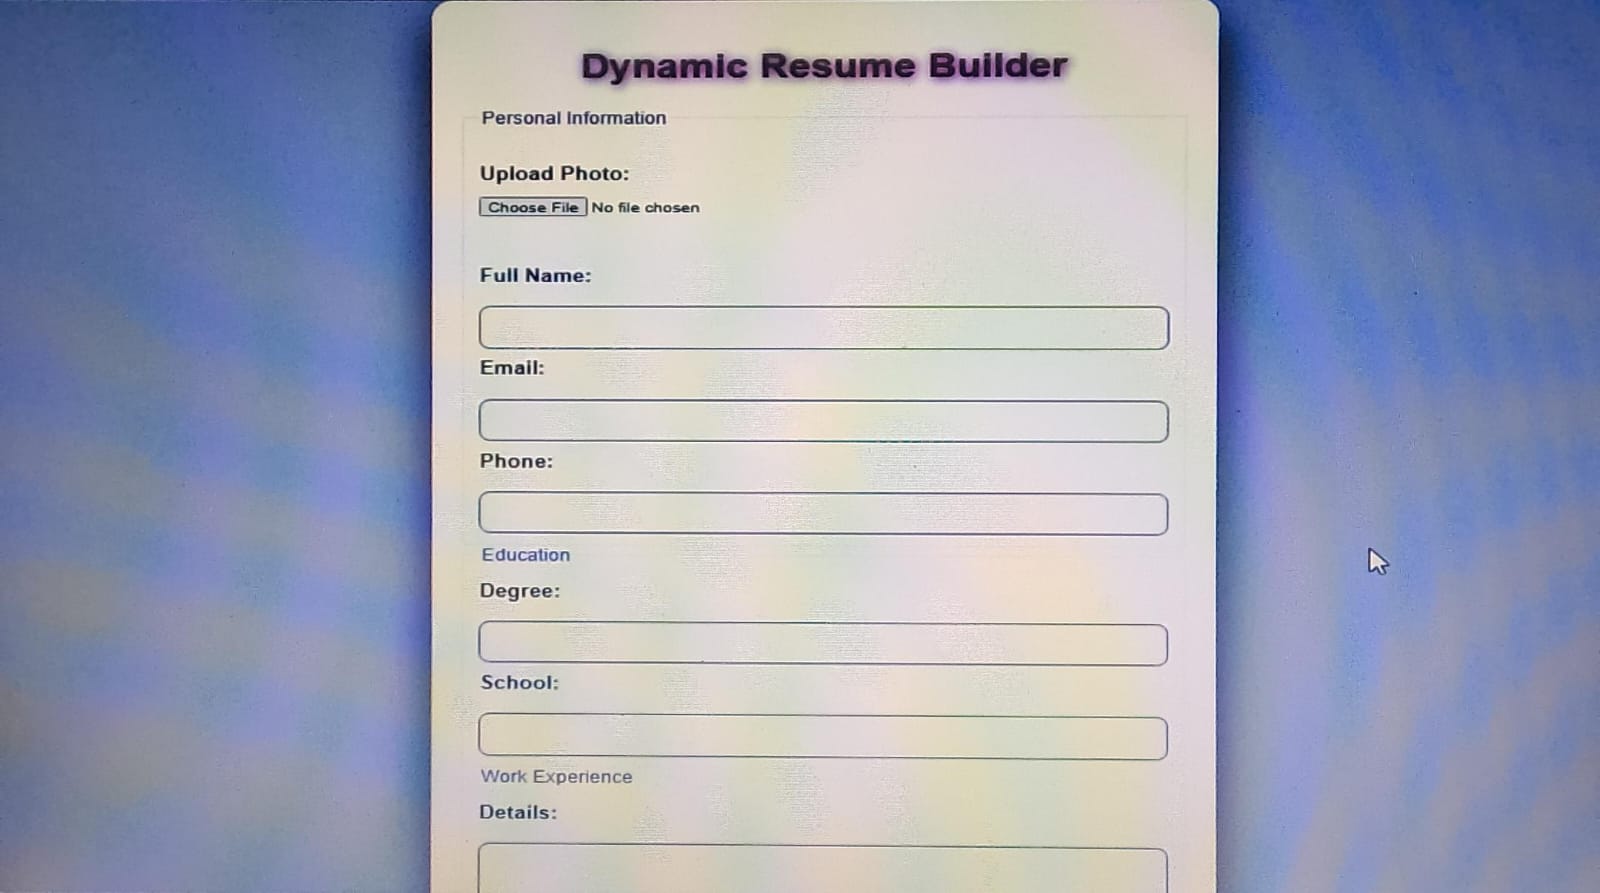 Dynamic Resume Builder
Personal Information
Upload Photo:
Choose File No file chosen
Full Name:
Email:
Phone:
Education
Degree:
School:
Work Experience
Details: